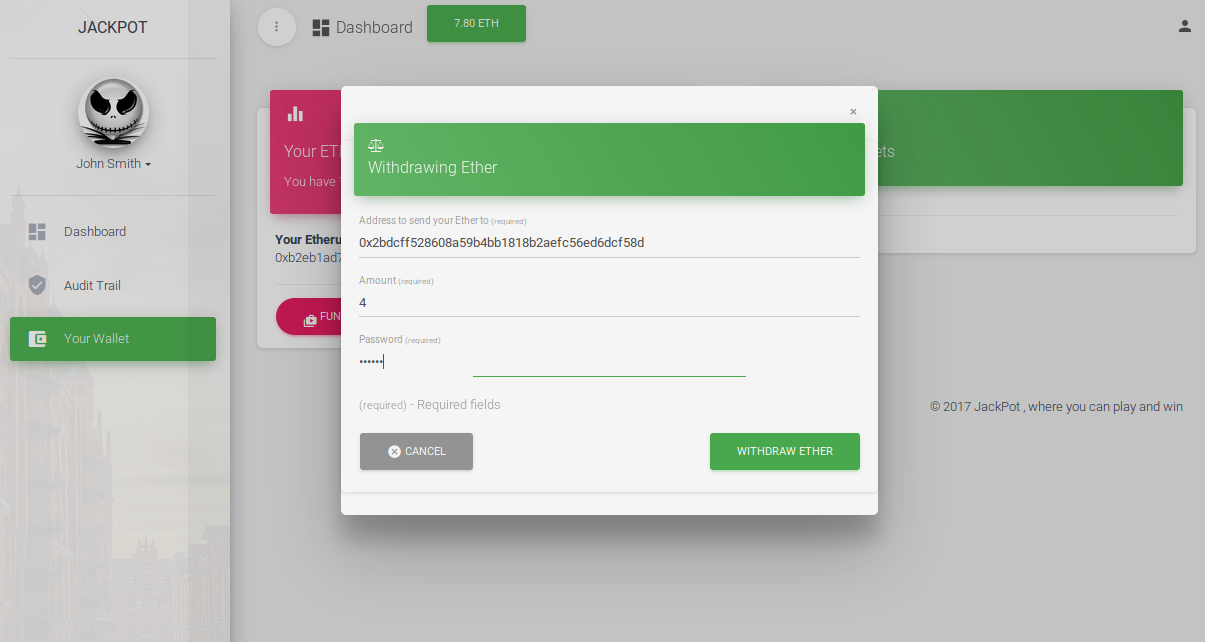 JACKPOT
Dashboard
7.80 ETH
John Smith
Dashboard
Audit Trail
Your Wallet
Your
You have
Your
0xb2eb1ad7
FUN
×
Withdrawing Ether
Address to send your Ether to (required)
0x2bdcff528608a59b4bb1818b2aefc56ed6dcf58d
Amount (required)
4
Password (required)
••••••
(required) - Required fields
CANCEL
WITHDRAW ETHER
ets
© 2017 JackPot , where you can play and win